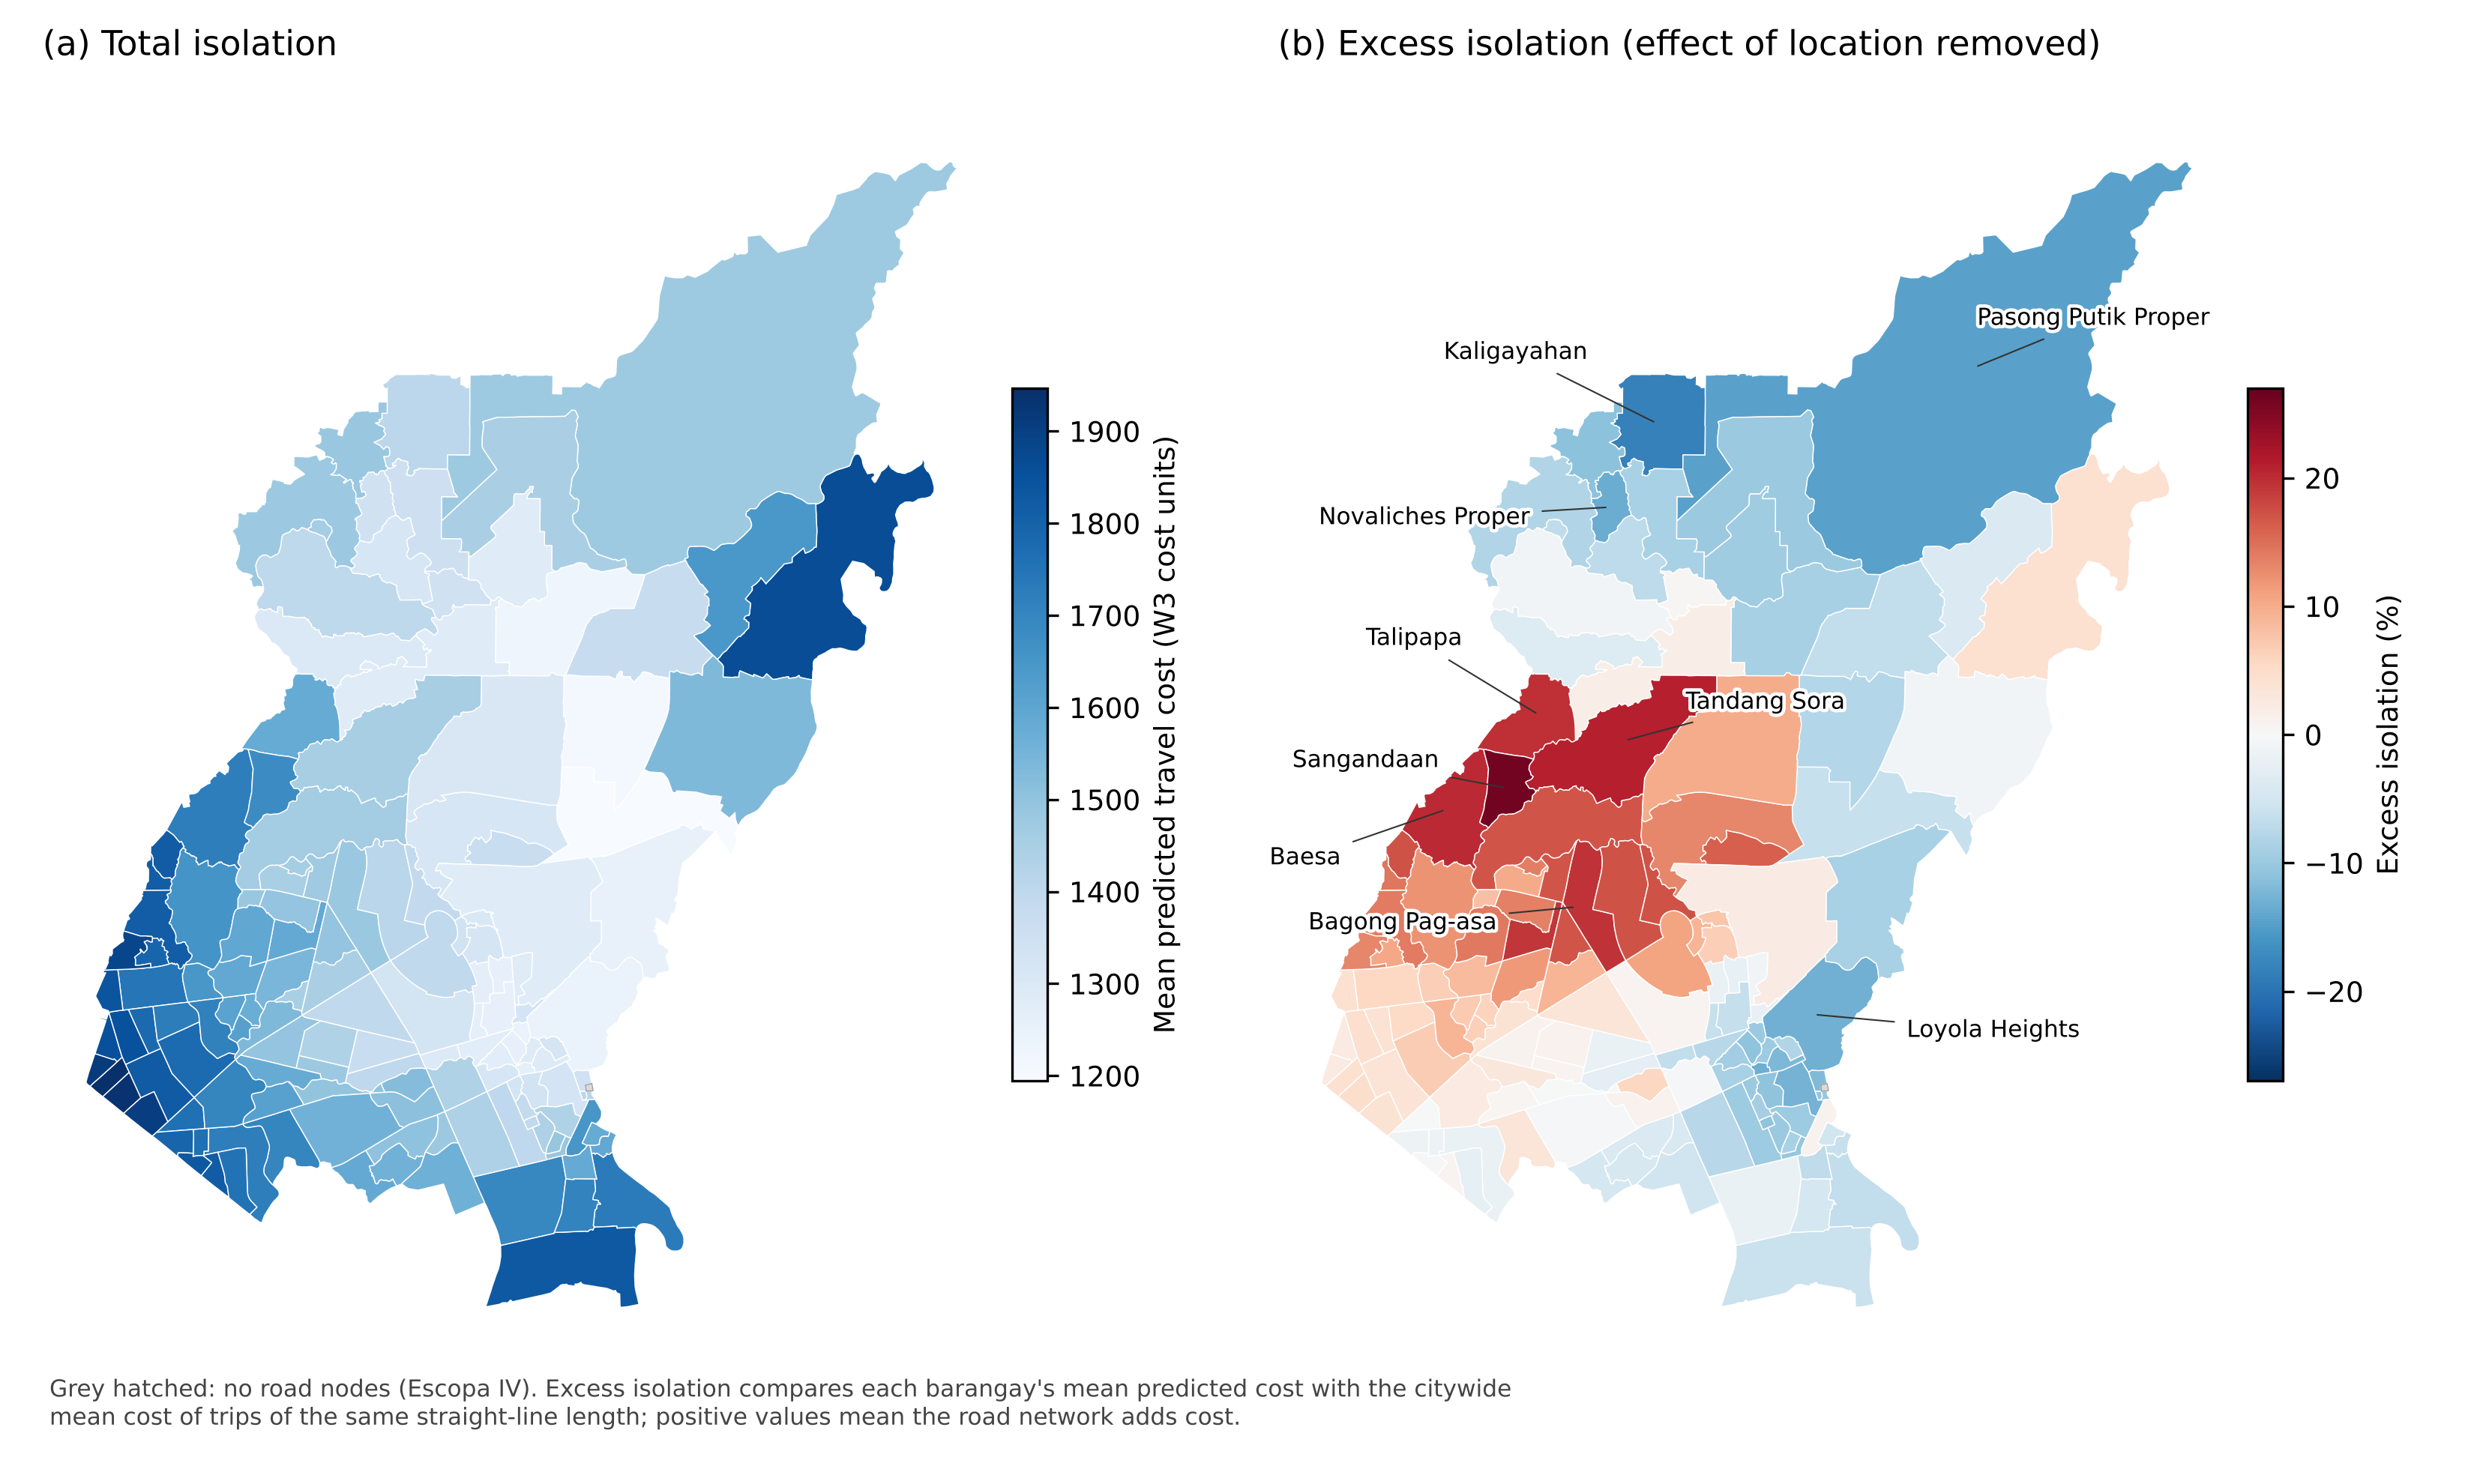 (a) Total isolation
(b) Excess isolation (effect of location removed)
1900
1800
1700
1600
1500
1400
1300
1200
Mean predicted travel cost (W3 cost units)
Pasong Putik Proper
Kaligayahan
Novaliches Proper
Talipapa
Tandang Sora
Sangandaan
Baesa
Bagong Pag-asa
Loyola Heights
20
10
0
−10
−20
Excess isolation (%)
Grey hatched: no road nodes (Escopa IV). Excess isolation compares each barangay's mean predicted cost with the citywide
mean cost of trips of the same straight-line length; positive values mean the road network adds cost.